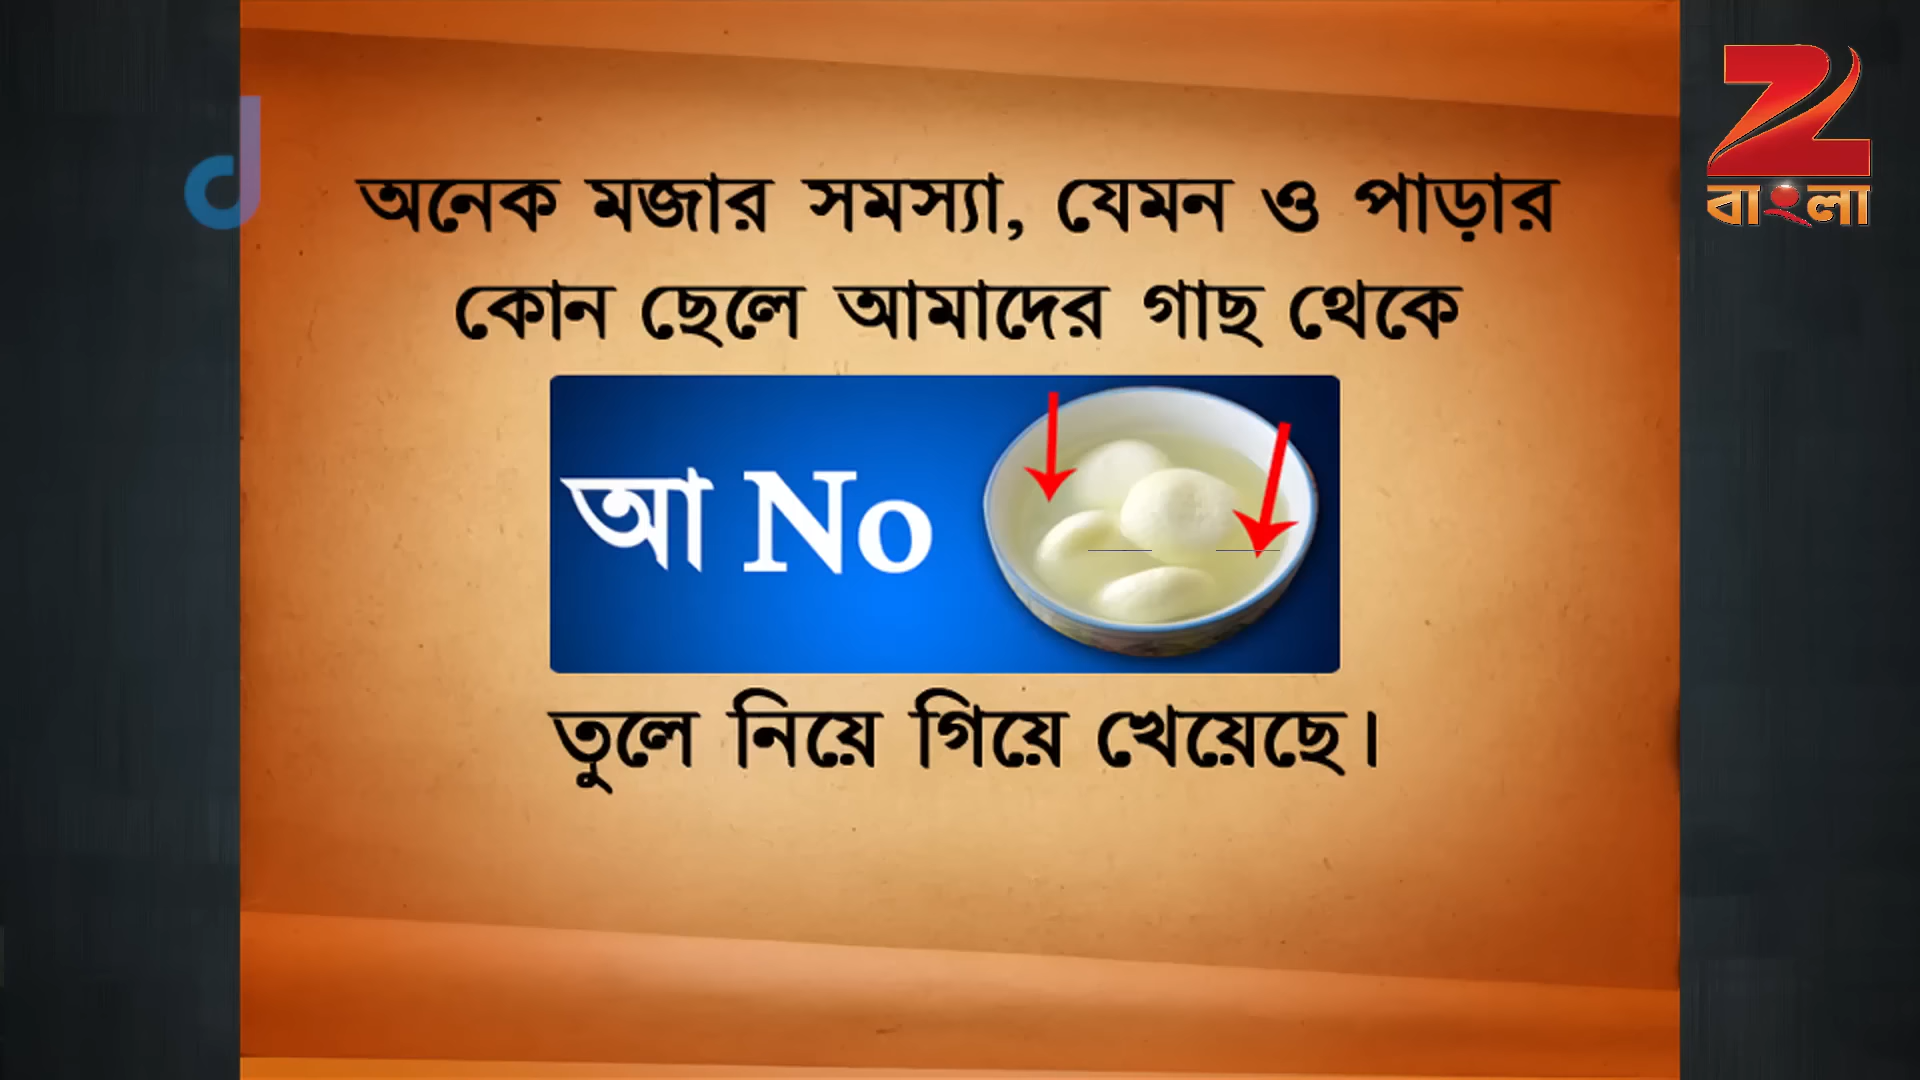 অনেক মজার সমস্যা, যেমন ও পাড়ার
কোন ছেলে আমাদের গাছ থেকে
আ No
তুলে নিয়ে গিয়ে খেয়েছে।
Z
বাংলা
d